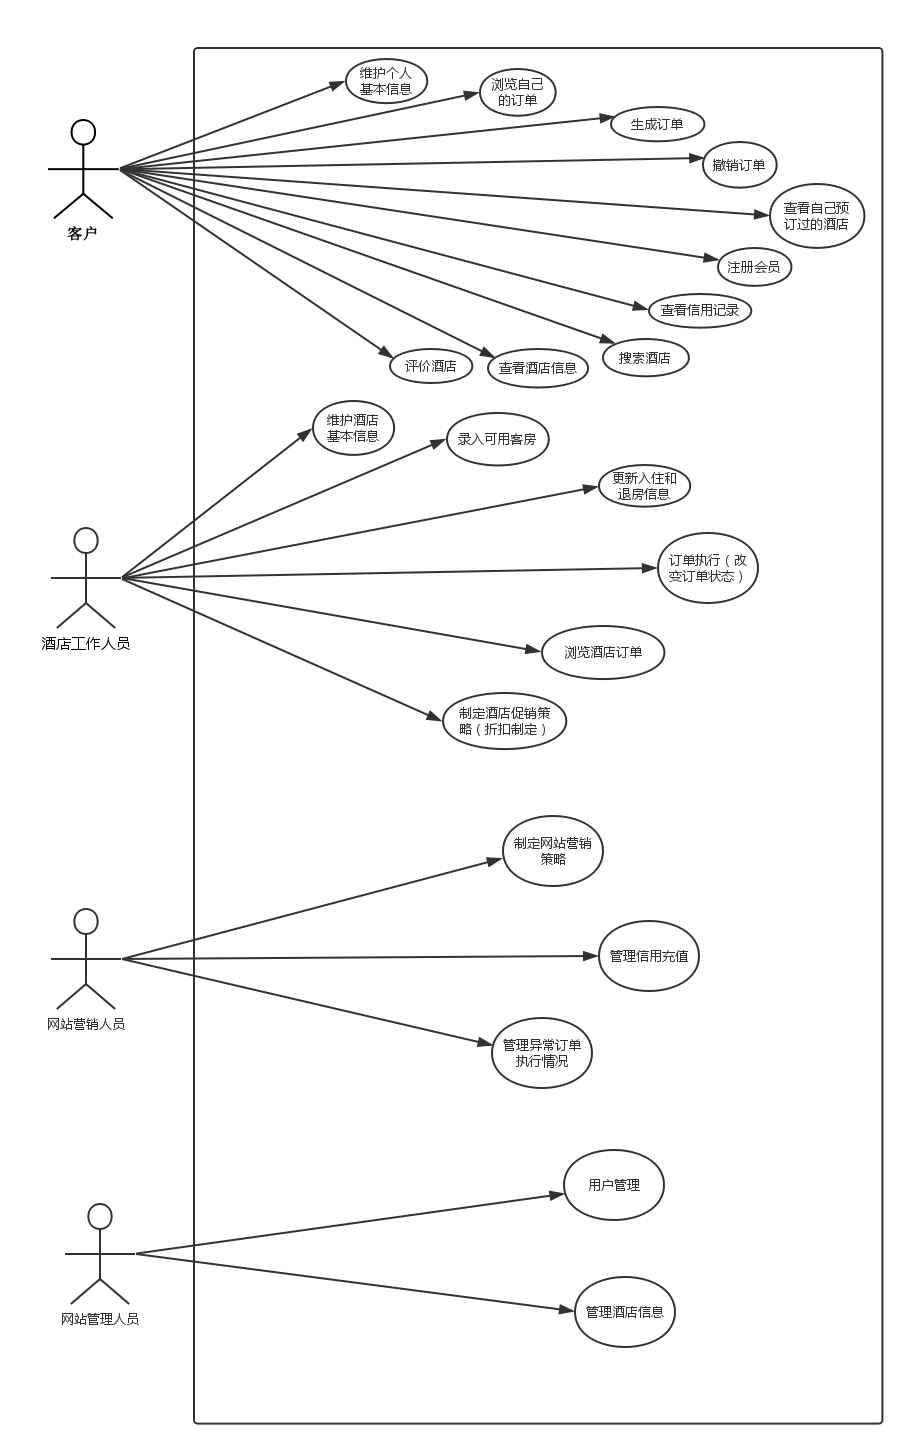 维护个人
基本信息
浏览自己
的订单
生成订单
撤销订单
查看自己预
订过的酒店
客户
注册会员
查看信用记录
搜索酒店
查看酒店信息
评价酒店
维护酒店
基本信息
录入可用客房
更新入住和
退房信息
订单执行（改
变订单状态）
酒店工作人员
浏览酒店订单
制定酒店促销策
略（折扣制定）
制定网站营销
策略
管理信用充值
网站营销人员
管理异常订单
执行情况
用户管理
管理酒店信息
网站管理人员